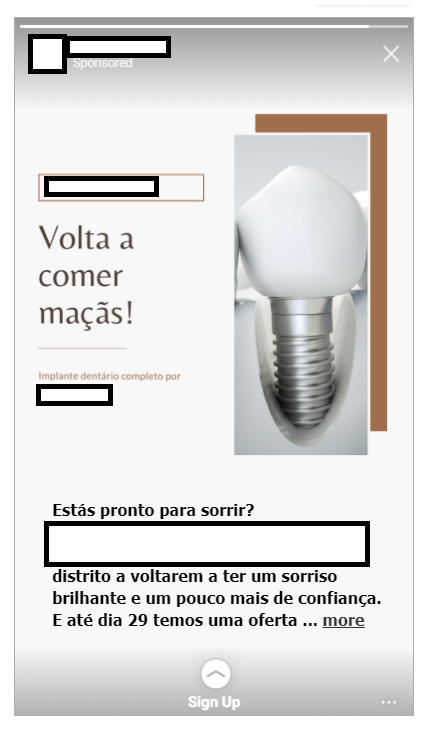 Sponsored
Volta a
comer
maçãs!
Implante dentário completo por
Estás pronto para sorrir?
distrito a voltarem a ter um sorriso
brilhante e um pouco mais de confiança.
E até dia 29 temos uma oferta ... more
Sign Up